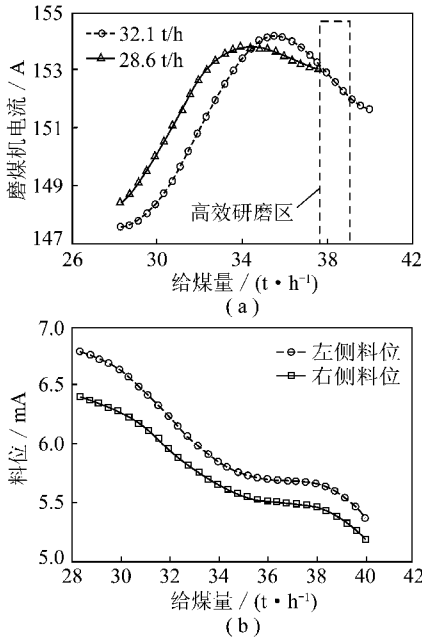 155
153
151
149
147
磨煤机电流 / A
32.1 t/h
28.6 t/h
高效研磨区
26 30 34 38 42
给煤量 / (t·h⁻¹)
( a )
7.0
6.5
6.0
5.5
5.0
料位 / mA
左侧料位
右侧料位
28 30 32 34 36 38 40 42
给煤量 / (t·h⁻¹)
( b )